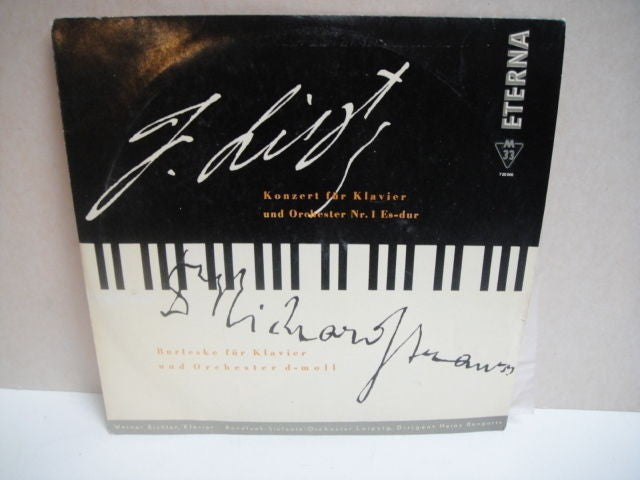 ETERNA
M
33
F. Liszt
Konzert für Klavier
und Orchester Nr. 1 Es-dur
Dr. Richard Strauss
Burleske für Klavier
und Orchester d-moll
Werner Richter, Klavier · Rundfunk-Sinfonie-Orchester Leipzig, Dirigent Heinz Bongartz